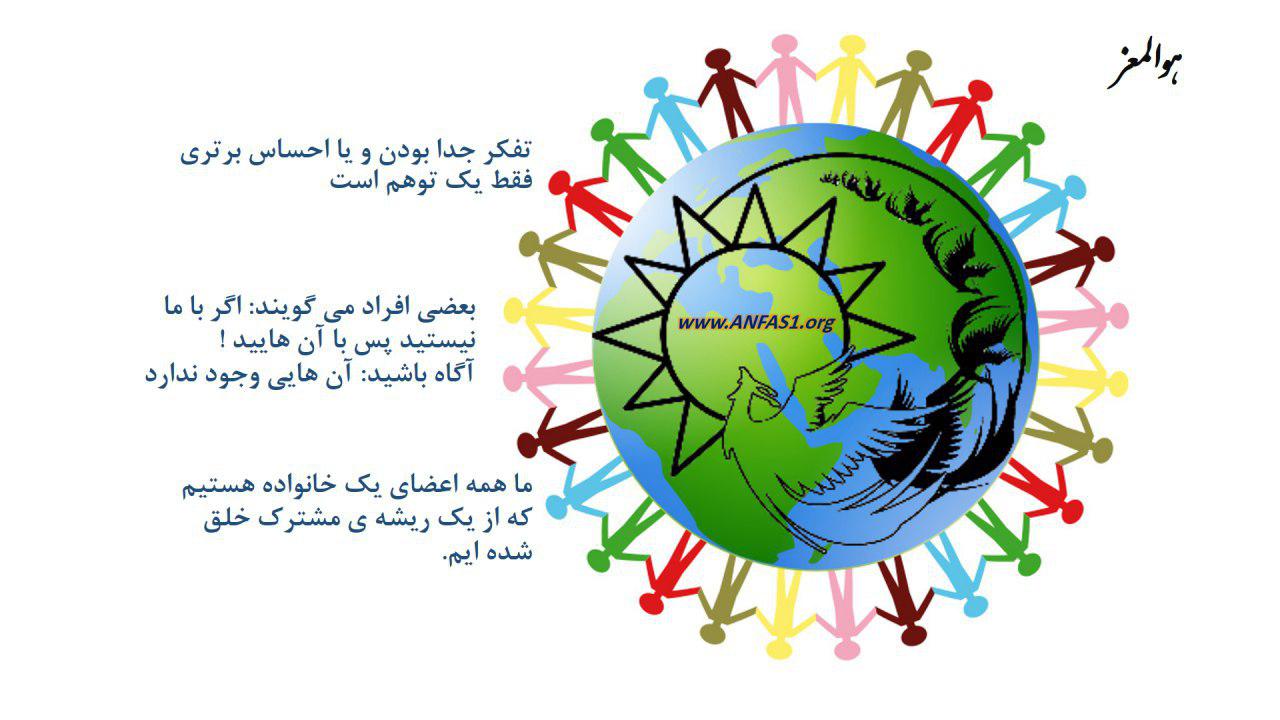 هوالمعز
تفکر جدا بودن و یا احساس برتری
فقط یک توهم است
بعضی افراد می گویند: اگر با ما
نیستید پس با آن هایید !
آگاه باشید: آن هایی وجود ندارد
ما همه اعضای یک خانواده هستیم
که از یک ریشه ی مشترک خلق
شده ایم.
www.ANFAS1.org